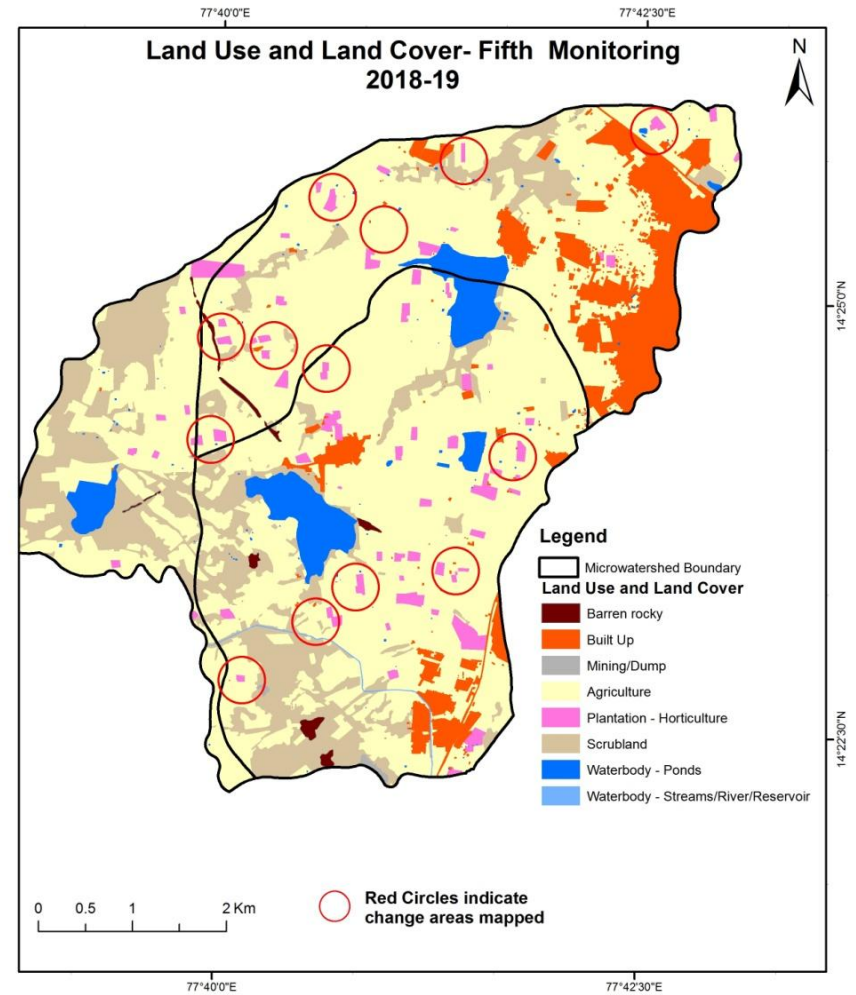 77°40'0"E
77°42'30"E
Land Use and Land Cover- Fifth Monitoring
2018-19
N
14°25'0"N
Legend
Microwatershed Boundary
Land Use and Land Cover
Barren rocky
Built Up
Mining/Dump
Agriculture
Plantation - Horticulture
Scrubland
Waterbody - Ponds
Waterbody - Streams/River/Reservoir
14°22'30"N
0 0.5 1 2 Km
Red Circles indicate
change areas mapped
77°40'0"E
77°42'30"E